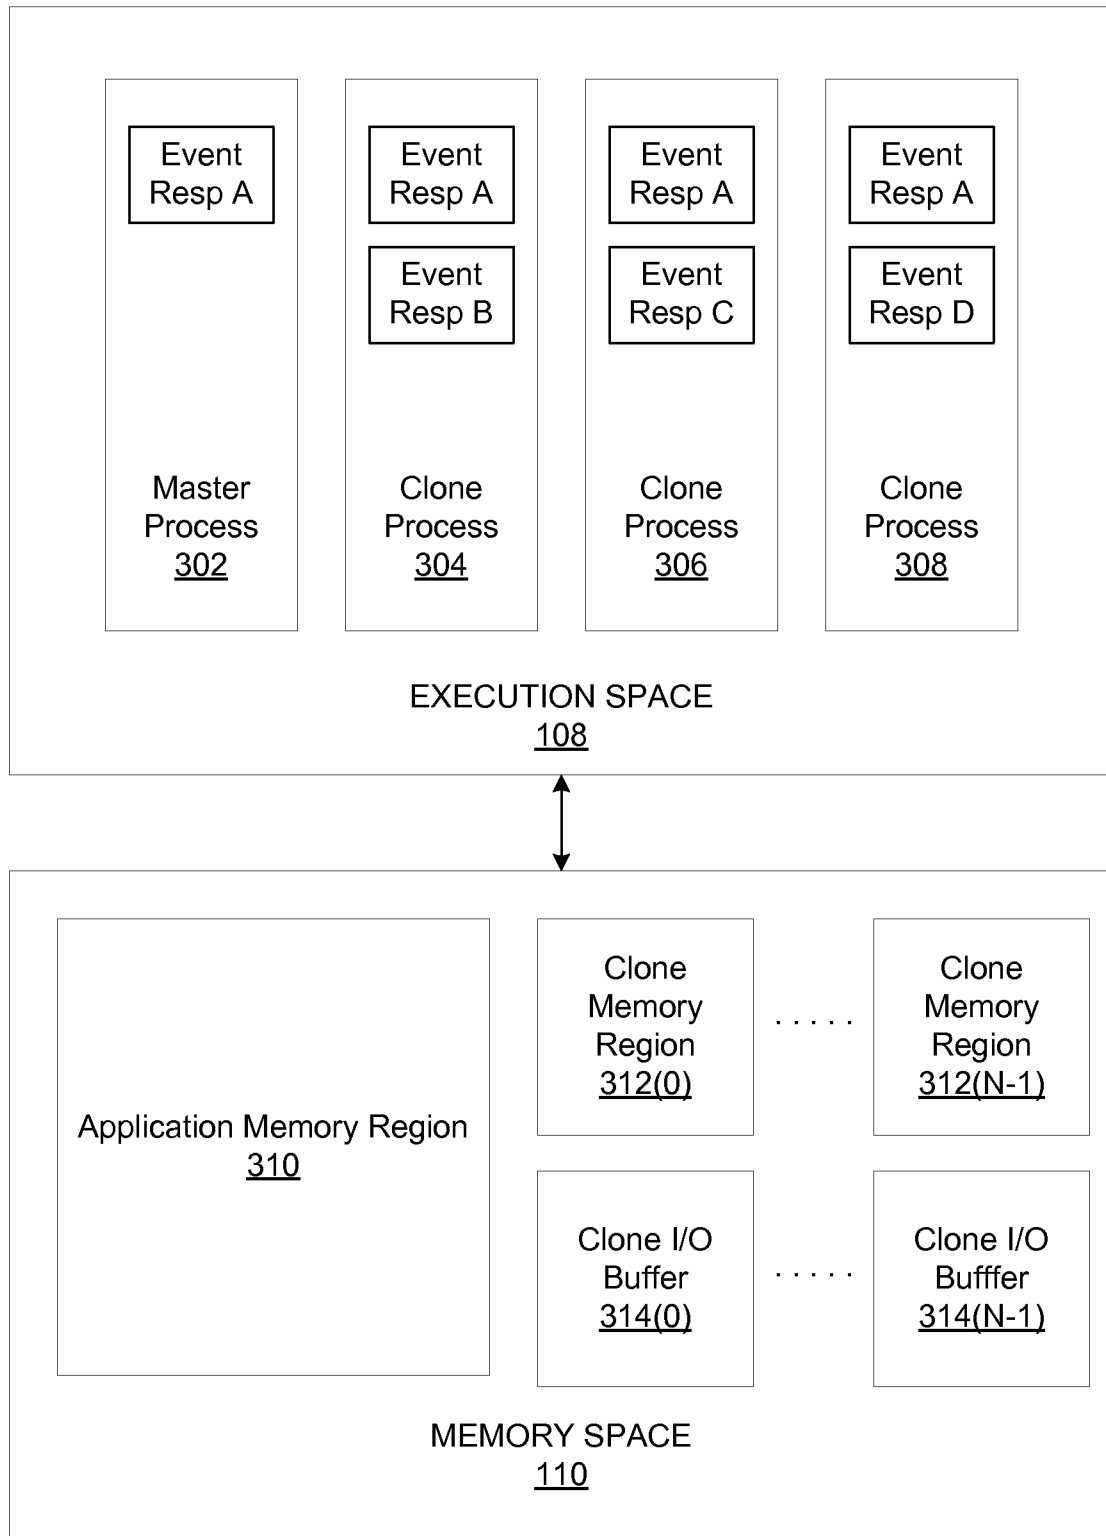 Event
Resp A
Event
Resp A
Event
Resp A
Event
Resp A
Event
Resp B
Event
Resp C
Event
Resp D
Master
Process
302
Clone
Process
304
Clone
Process
306
Clone
Process
308
EXECUTION SPACE
108
Application Memory Region
310
Clone
Memory
Region
312(0)
. . . . .
Clone
Memory
Region
312(N-1)
Clone I/O
Buffer
314(0)
. . . . .
Clone I/O
Bufffer
314(N-1)
MEMORY SPACE
110